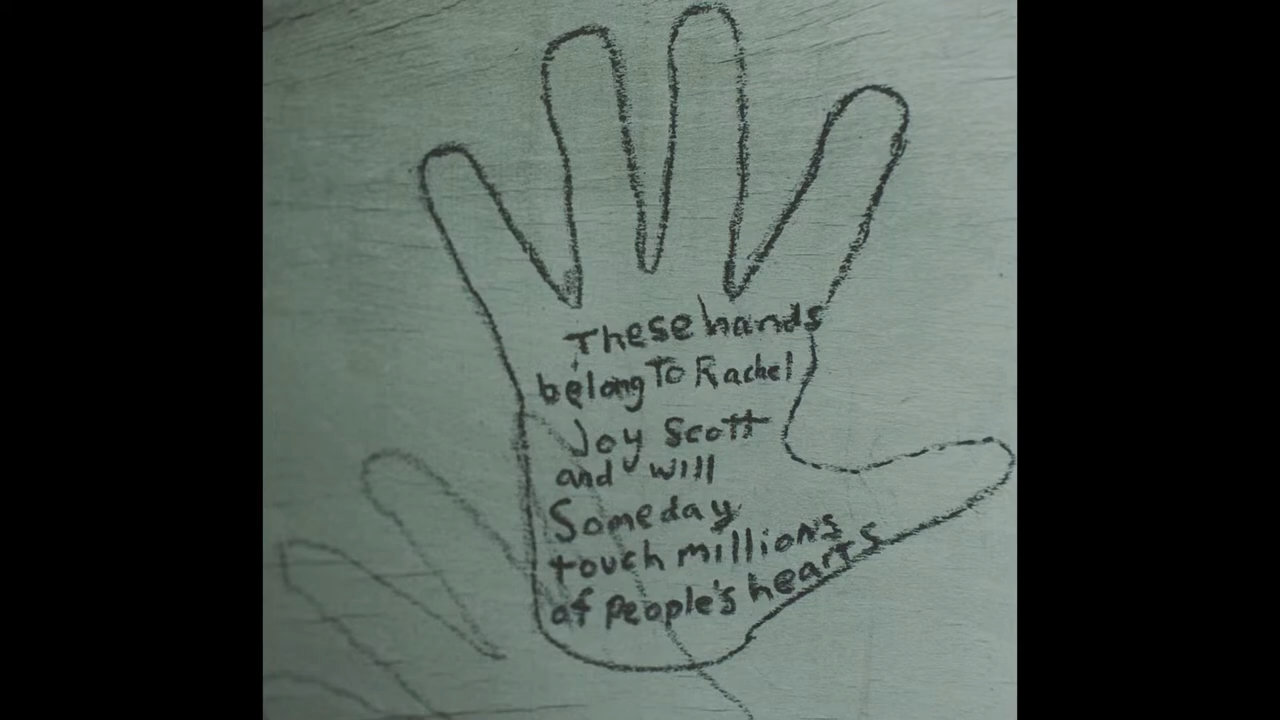 These hands
belong To Rachel
Joy Scott
and will
Someday
touch millions
of people's hearts